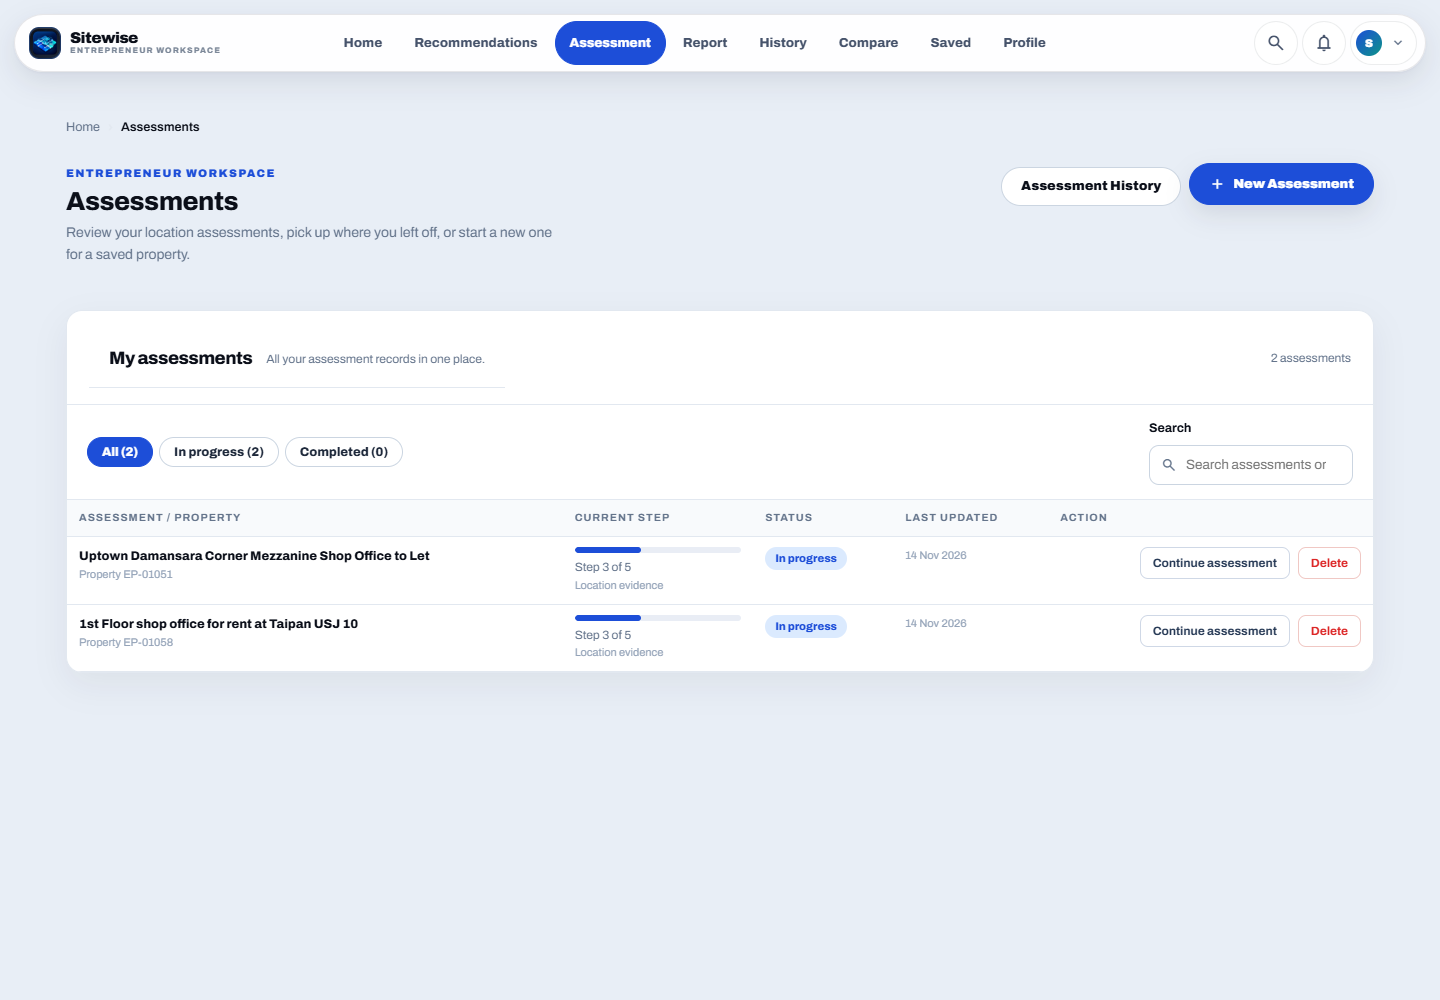 Sitewise
ENTREPRENEUR WORKSPACE
Home
Recommendations
Assessment
Report
History
Compare
Saved
Profile
S
Home
Assessments
ENTREPRENEUR WORKSPACE
Assessments
Review your location assessments, pick up where you left off, or start a new one
for a saved property.
Assessment History
+ New Assessment
My assessments
All your assessment records in one place.
2 assessments
All (2)
In progress (2)
Completed (0)
Search
Search assessments or
ASSESSMENT / PROPERTY
CURRENT STEP
STATUS
LAST UPDATED
ACTION
Uptown Damansara Corner Mezzanine Shop Office to Let
Property EP-01051
Step 3 of 5
Location evidence
In progress
14 Nov 2026
Continue assessment
Delete
1st Floor shop office for rent at Taipan USJ 10
Property EP-01058
Step 3 of 5
Location evidence
In progress
14 Nov 2026
Continue assessment
Delete